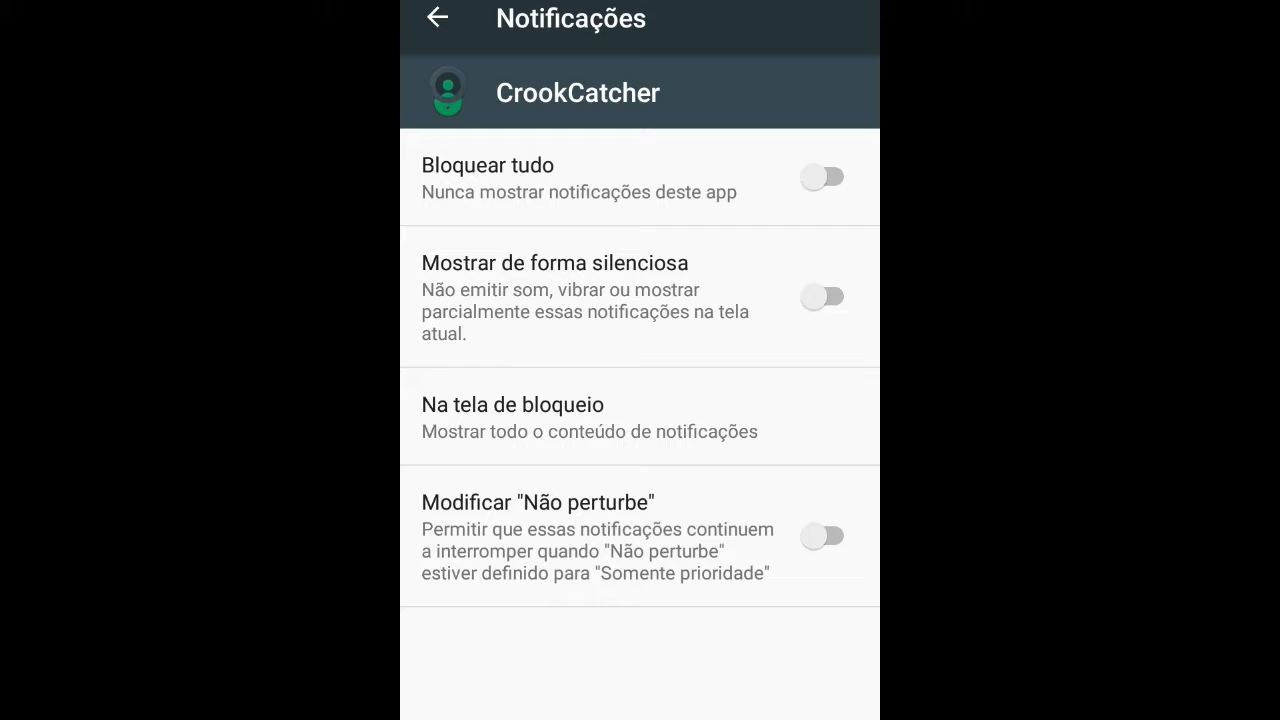 Notificações
CrookCatcher
Bloquear tudo
Nunca mostrar notificações deste app
Mostrar de forma silenciosa
Não emitir som, vibrar ou mostrar
parcialmente essas notificações na tela
atual.
Na tela de bloqueio
Mostrar todo o conteúdo de notificações
Modificar "Não perturbe"
Permitir que essas notificações continuem
a interromper quando "Não perturbe"
estiver definido para "Somente prioridade"